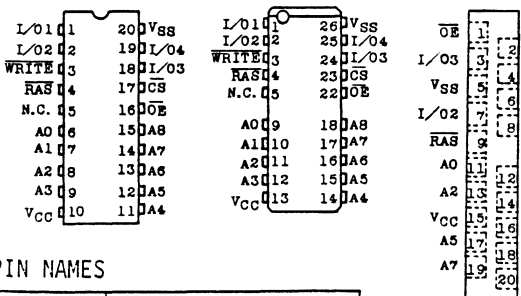 I/O1 1 20 VSS
I/O2 2 19 I/O4
WRITE 3 18 I/O3
RAS 4 17 CS
N.C. 5 16 OE
A0 6 15 A8
A1 7 14 A7
A2 8 13 A6
A3 9 12 A5
VCC 10 11 A4
I/O1 1 26 VSS
I/O2 2 25 I/O4
WRITE 3 24 I/O3
RAS 4 23 CS
N.C. 5 22 OE
A0 9 18 A8
A1 10 17 A7
A2 11 16 A6
A3 12 15 A5
VCC 13 14 A4
OE 1
2
I/O3 3
4
VSS 5
6
I/O2 7
8
RAS 9
A0 11
12
A2 13
14
VCC 15
16
A5 17
18
A7 19
20
PIN NAMES